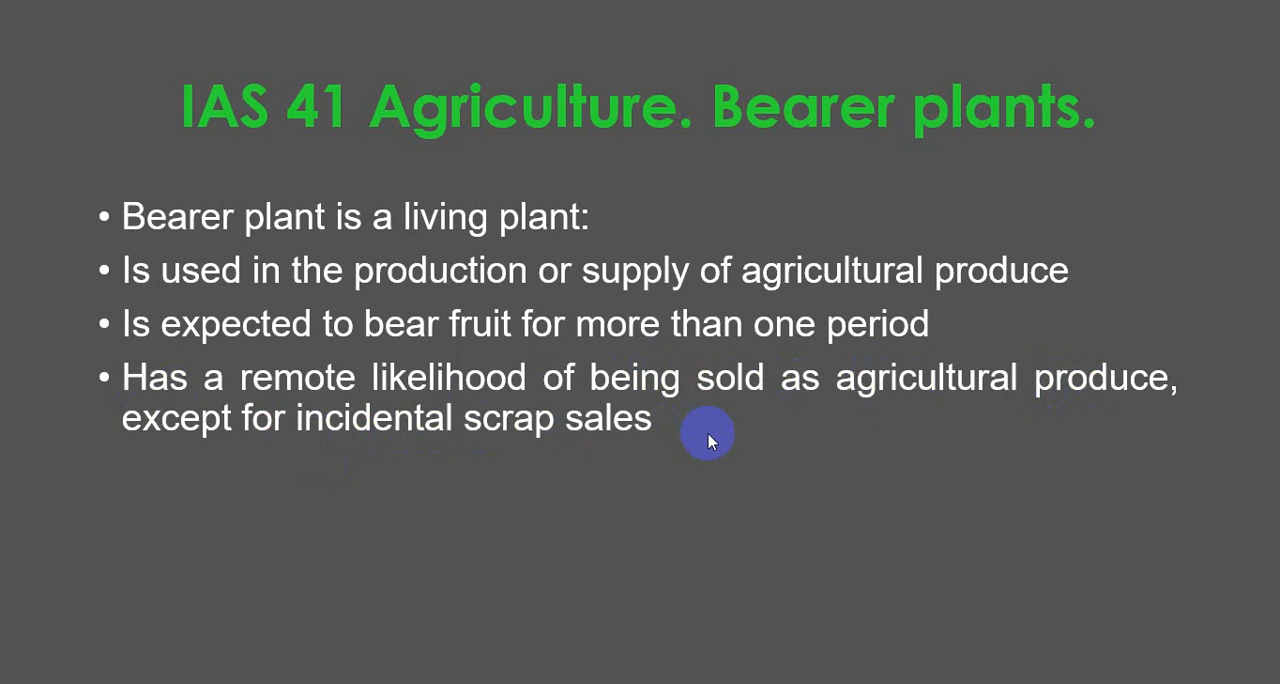 IAS 41 Agriculture. Bearer plants.
• Bearer plant is a living plant:
• Is used in the production or supply of agricultural produce
• Is expected to bear fruit for more than one period
• Has a remote likelihood of being sold as agricultural produce,
except for incidental scrap sales